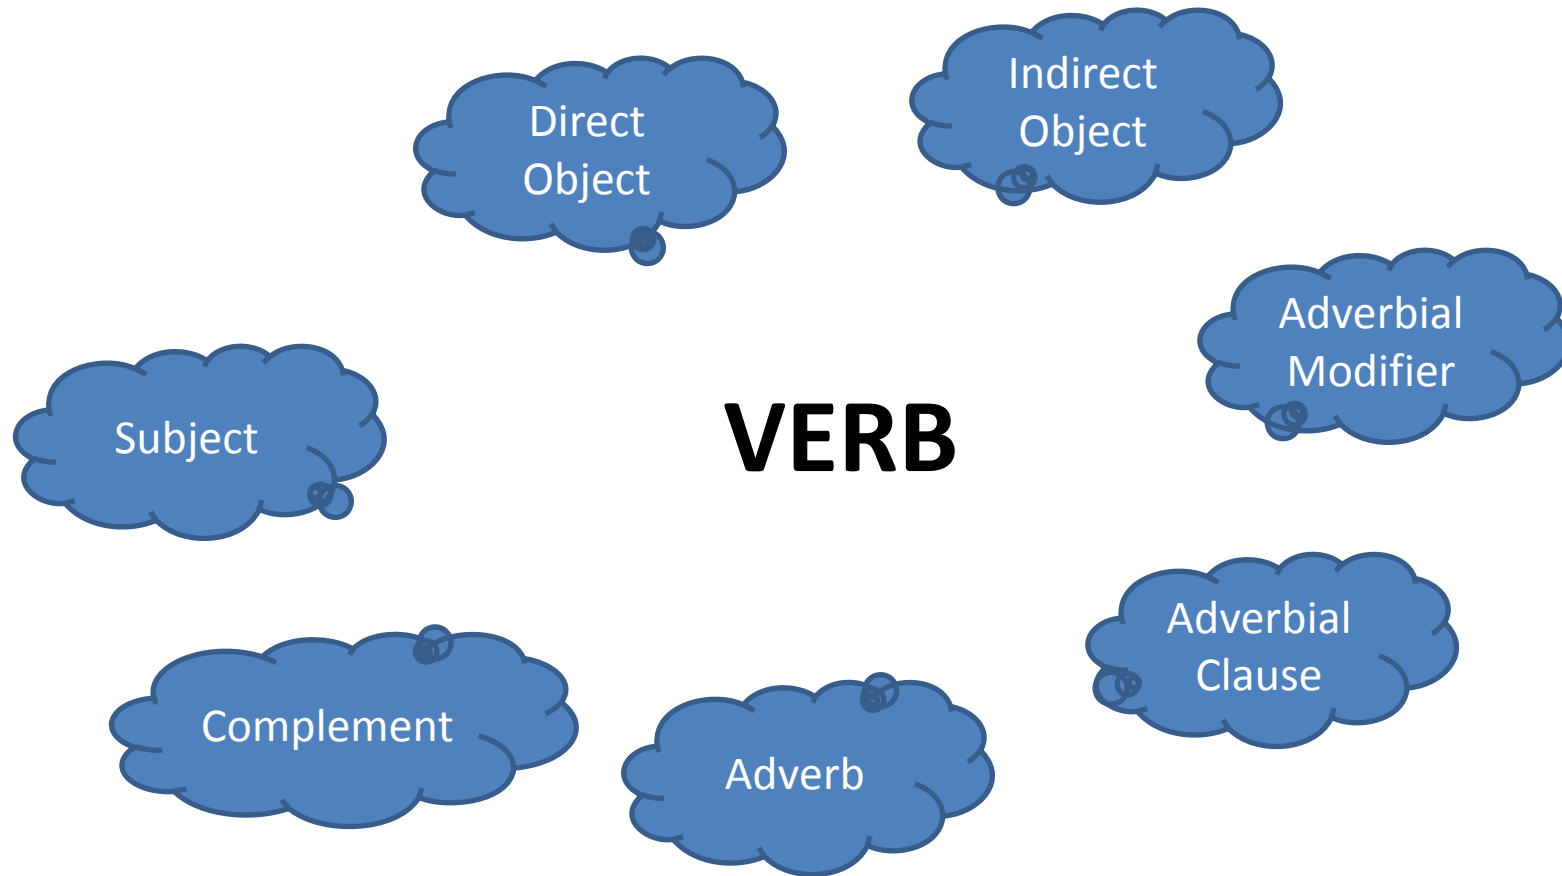 Indirect
Object
Direct
Object
Adverbial
Modifier
Subject
VERB
Adverbial
Clause
Complement
Adverb